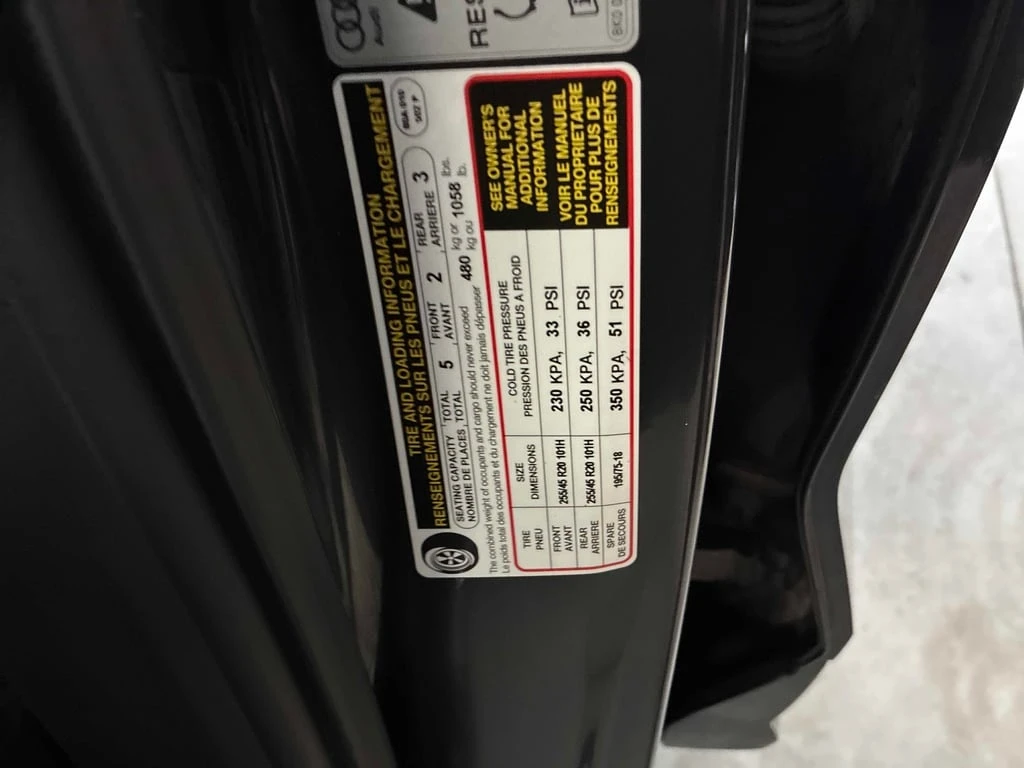 Audi
RES
8K0 0
TIRE AND LOADING INFORMATION
RENSEIGNEMENTS SUR LES PNEUS ET LE CHARGEMENT
SEATING CAPACITY TOTAL 5 FRONT 2 REAR 3
NOMBRE DE PLACES TOTAL AVANT ARRIERE
The combined weight of occupants and cargo should never exceed 480 kg or 1058 lbs.
Le poids total des occupants et du chargement ne doit jamais dépasser kg ou lb.
TIRE SIZE COLD TIRE PRESSURE
PNEU DIMENSIONS PRESSION DES PNEUS A FROID
FRONT 255/45 R20 101H 230 KPA, 33 PSI
AVANT
REAR 255/45 R20 101H 250 KPA, 36 PSI
ARRIERE
SPARE 195/75-18 350 KPA, 51 PSI
DE SECOURS
SEE OWNER'S
MANUAL FOR
ADDITIONAL
INFORMATION
VOIR LE MANUEL
DU PROPRIETAIRE
POUR PLUS DE
RENSEIGNEMENTS